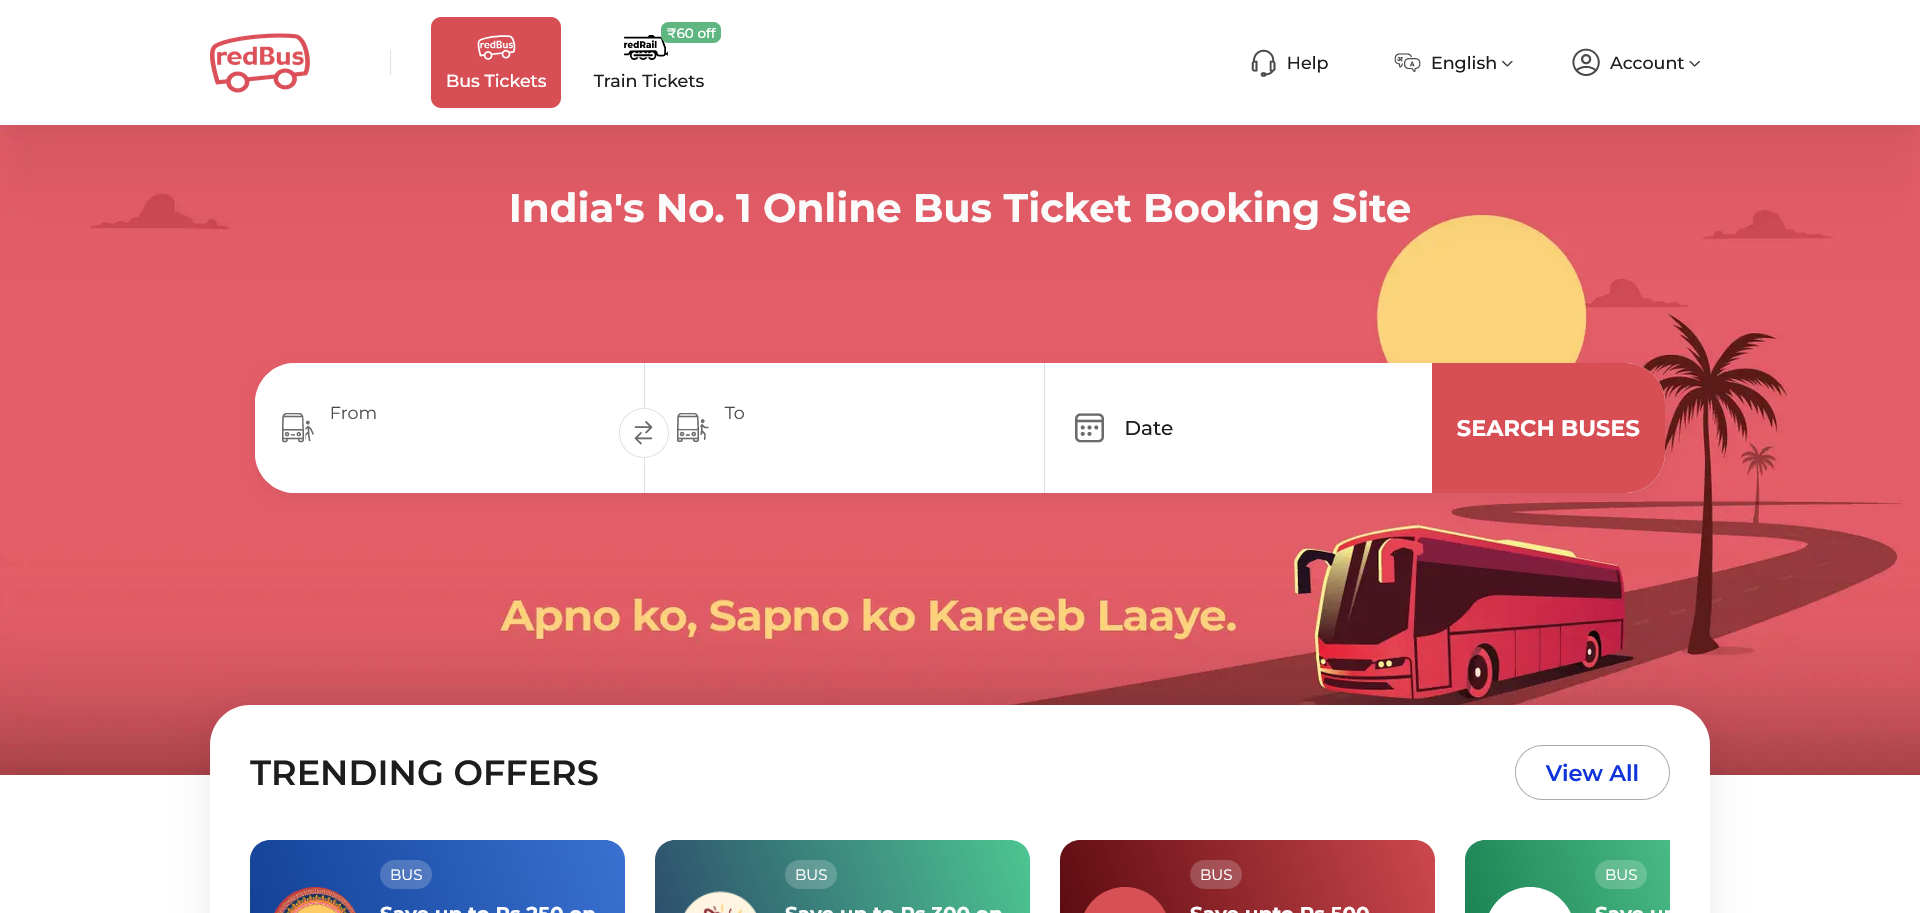 redBus
redBus
Bus Tickets
redRail
₹60 off
Train Tickets
Help
English
Account
India's No. 1 Online Bus Ticket Booking Site
From
To
Date
SEARCH BUSES
Apno ko, Sapno ko Kareeb Laaye.
TRENDING OFFERS
View All
BUS
Save up to Rs 250 on
BUS
Save up to Rs 300 on
BUS
Save upto Rs 500
BUS
Save